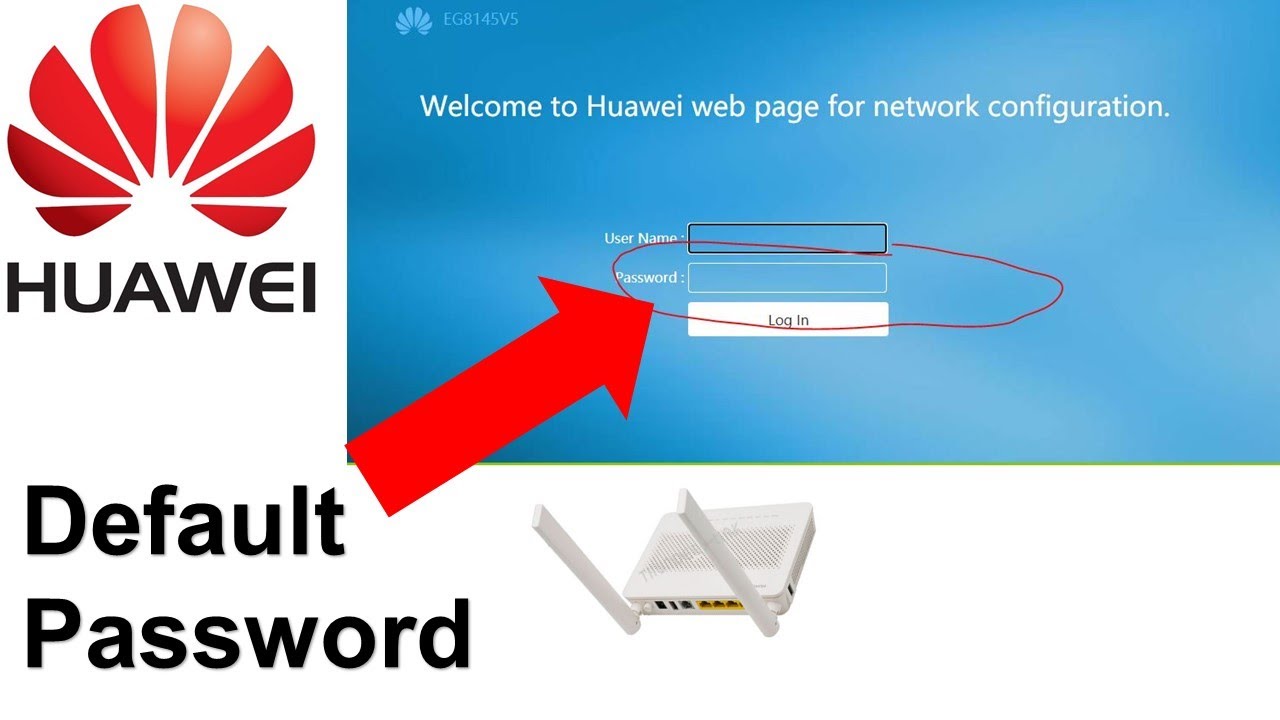 HUAWEI
EG8145V5
Welcome to Huawei web page for network configuration.
User Name :
Password :
Log In
Default
Password